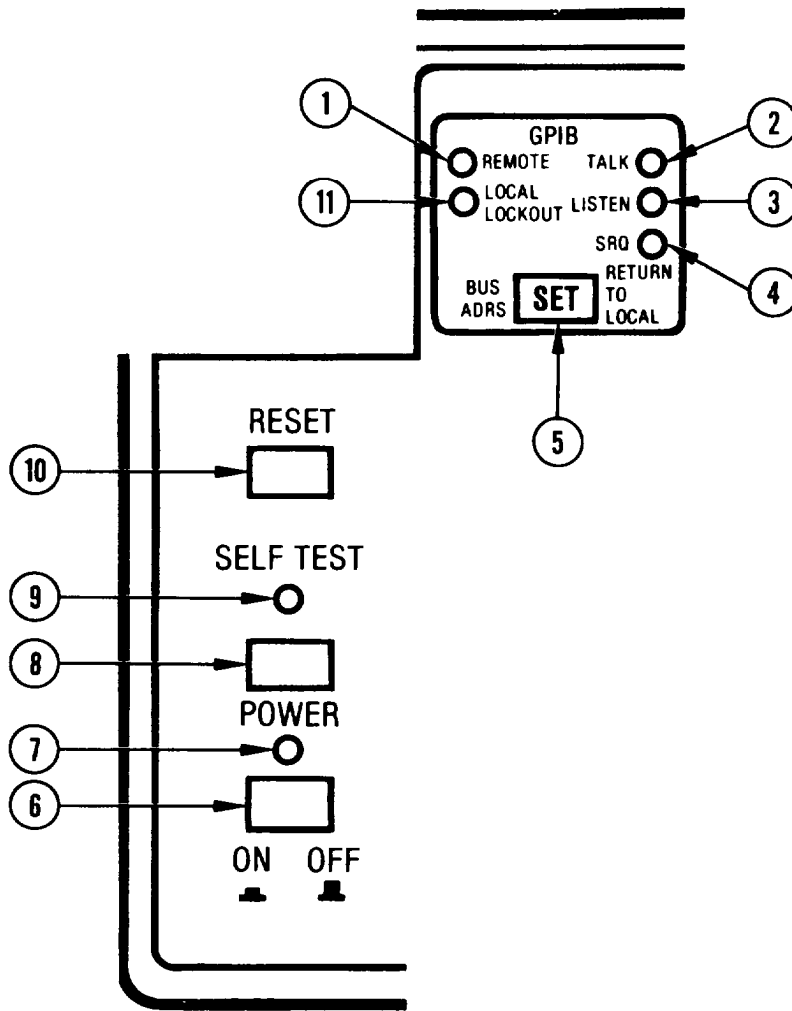 1
2
GPIB
REMOTE TALK
11
LOCAL
LOCKOUT
LISTEN
3
SRQ
4
BUS
ADRS
SET
RETURN
TO
LOCAL
5
RESET
10
SELF TEST
9
8
POWER
7
6
ON OFF